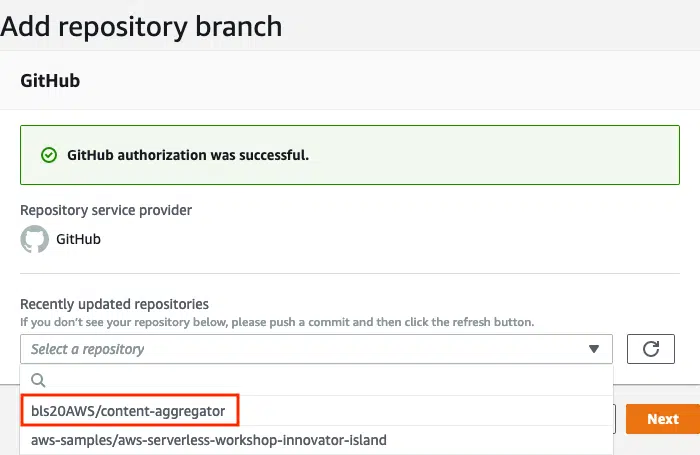 Add repository branch
GitHub
GitHub authorization was successful.
Repository service provider
GitHub
Recently updated repositories
If you don't see your repository below, please push a commit and then click the refresh button.
Select a repository
bls20AWS/content-aggregator
Next
aws-samples/aws-serverless-workshop-innovator-island